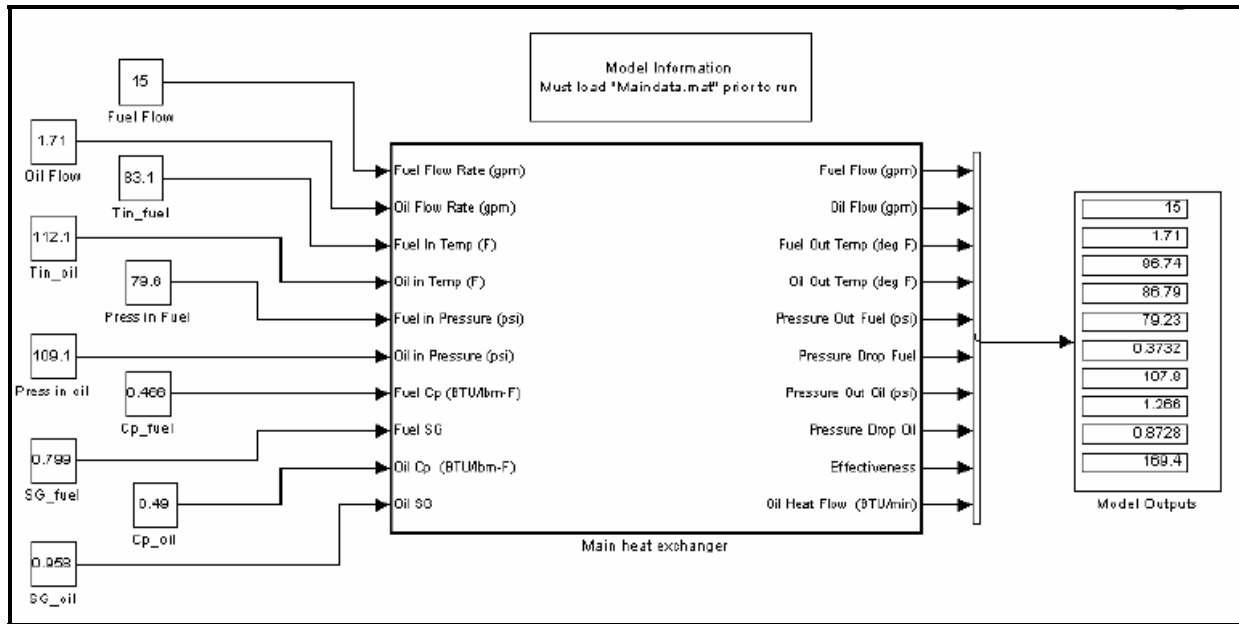 Model Information
Must load "Maindata.mat" prior to run
15
Fuel Flow
1.71
Oil Flow
83.1
Tin_fuel
112.1
Tin_oil
79.6
Press in Fuel
109.1
Press in oil
0.466
Cp_fuel
0.799
SG_fuel
0.49
Cp_oil
0.958
SG_oil
Fuel Flow Rate (gpm)
Oil Flow Rate (gpm)
Fuel In Temp (F)
Oil in Temp (F)
Fuel in Pressure (psi)
Oil in Pressure (psi)
Fuel Cp (BTU/lbm-F)
Fuel SG
Oil Cp (BTU/lbm-F)
Oil SG
Fuel Flow (gpm)
Oil Flow (gpm)
Fuel Out Temp (deg F)
Oil Out Temp (deg F)
Pressure Out Fuel (psi)
Pressure Drop Fuel
Pressure Out Oil (psi)
Pressure Drop Oil
Effectiveness
Oil Heat Flow (BTU/min)
Main heat exchanger
15
1.71
86.74
86.79
79.23
0.3732
107.8
1.266
0.8728
169.4
Model Outputs